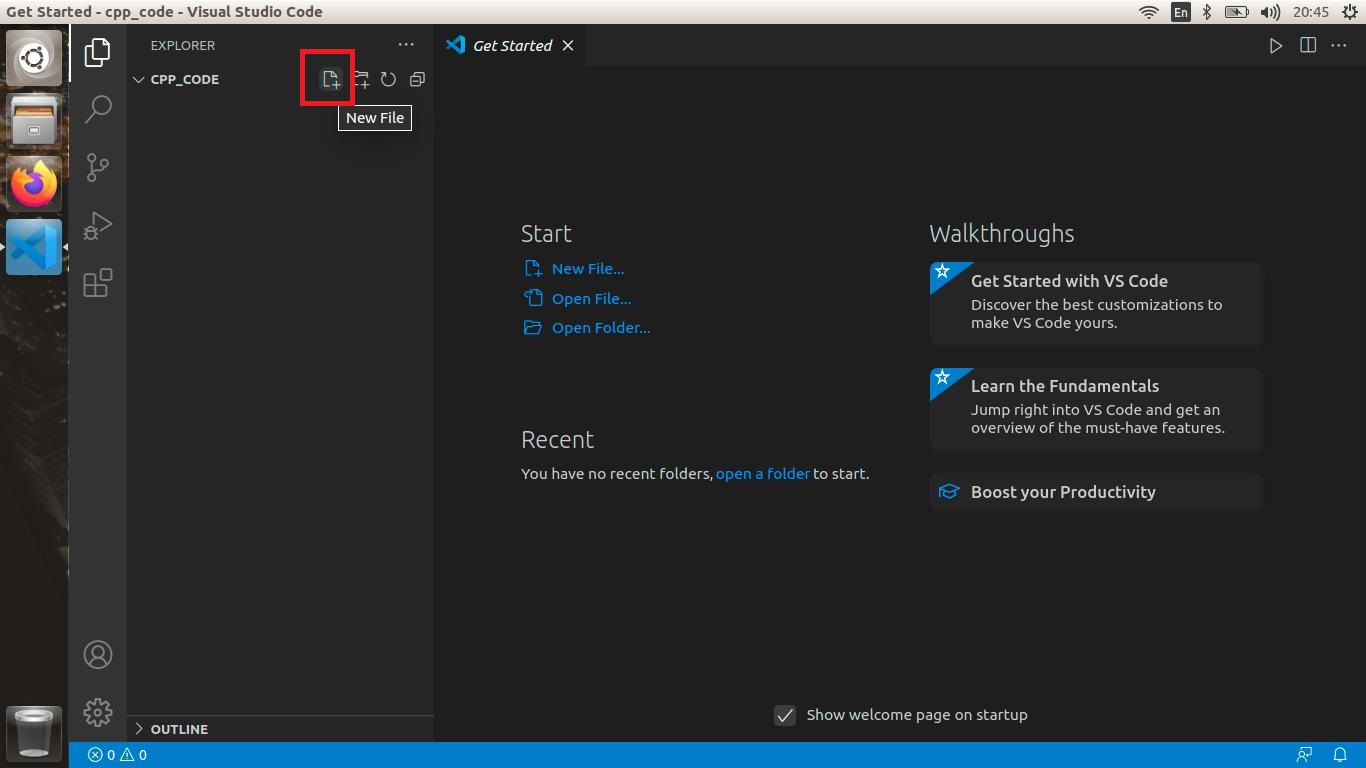 Get Started - cpp_code - Visual Studio Code
En
20:45
EXPLORER
CPP_CODE
New File
Get Started
Start
New File...
Open File...
Open Folder...
Recent
You have no recent folders, open a folder to start.
Walkthroughs
Get Started with VS Code
Discover the best customizations to
make VS Code yours.
Learn the Fundamentals
Jump right into VS Code and get an
overview of the must-have features.
Boost your Productivity
Show welcome page on startup
OUTLINE
0 0